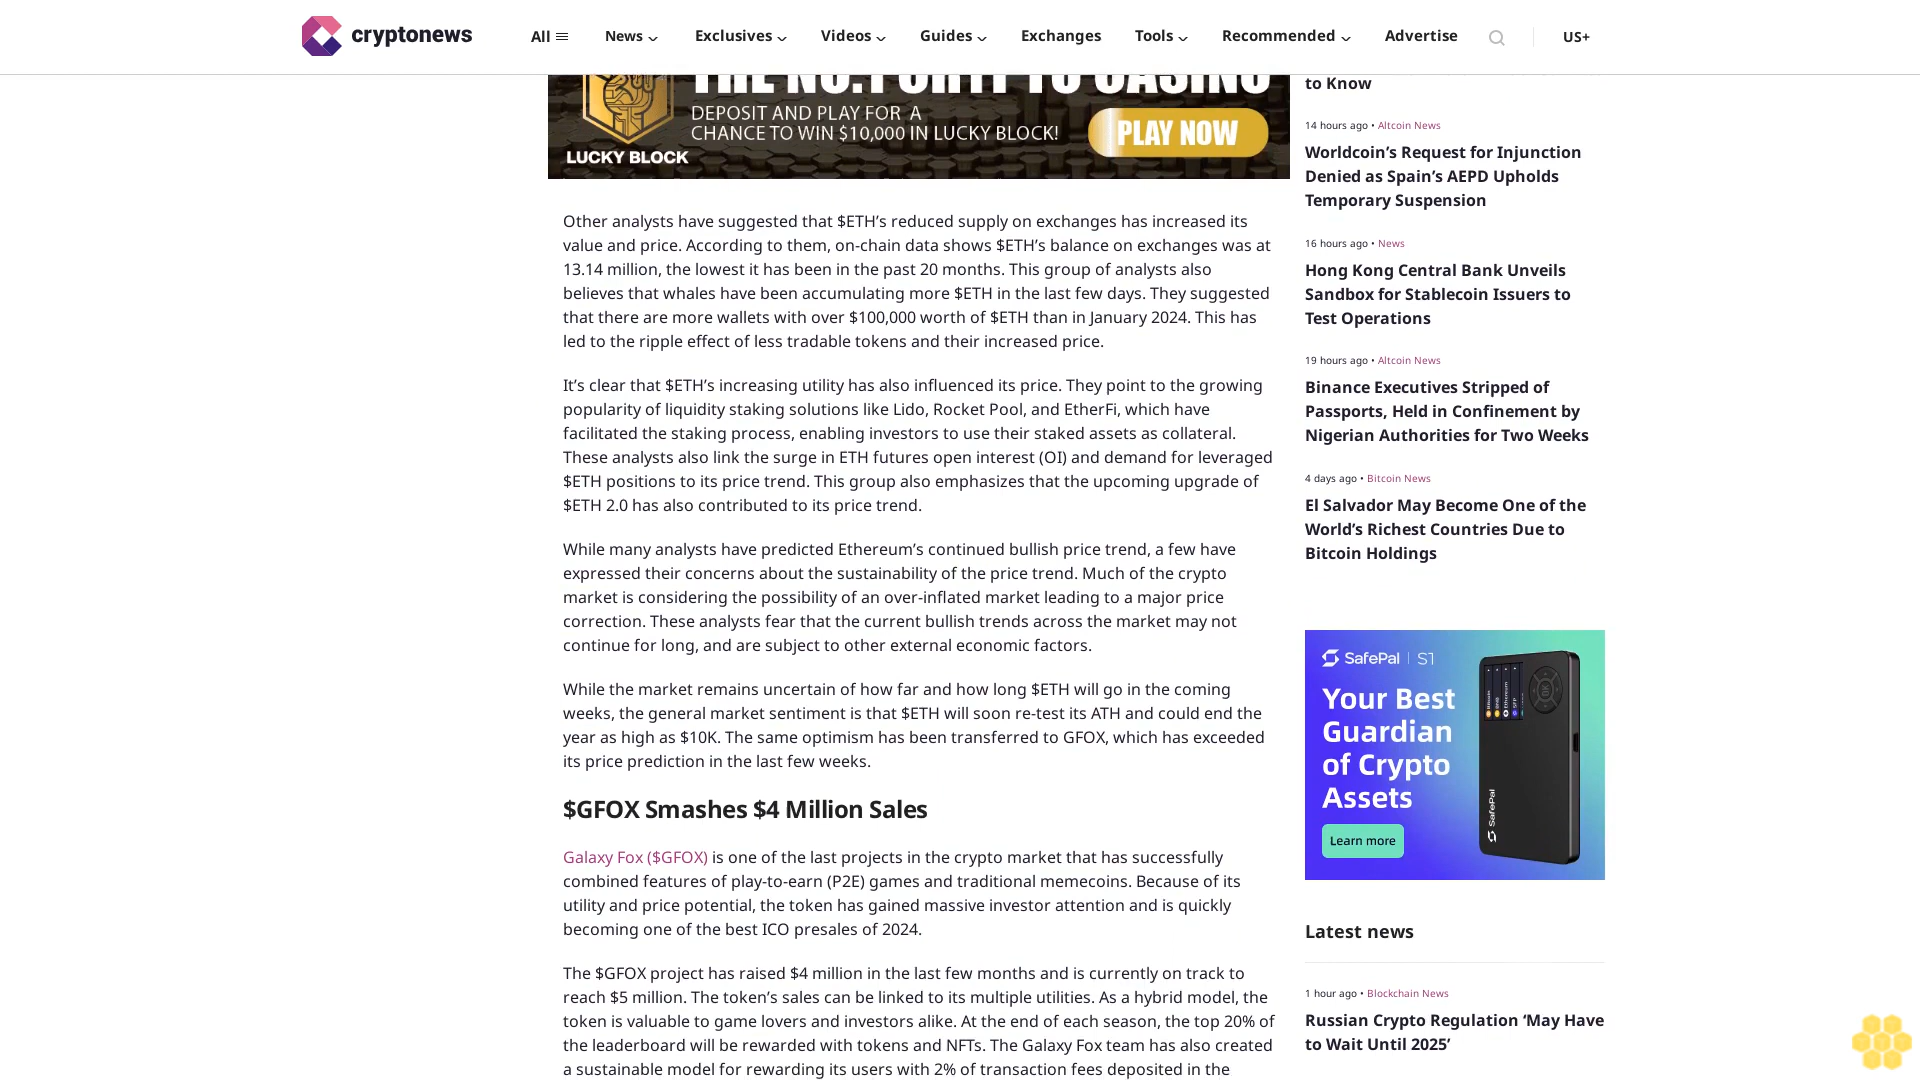 cryptonews
All
News
Exclusives
Videos
Guides
Exchanges
Tools
Recommended
Advertise
US+
DEPOSIT AND PLAY FOR A
CHANCE TO WIN $10,000 IN LUCKY BLOCK!
PLAY NOW
LUCKY BLOCK
Other analysts have suggested that $ETH’s reduced supply on exchanges has increased its
value and price. According to them, on-chain data shows $ETH’s balance on exchanges was at
13.14 million, the lowest it has been in the past 20 months. This group of analysts also
believes that whales have been accumulating more $ETH in the last few days. They suggested
that there are more wallets with over $100,000 worth of $ETH than in January 2024. This has
led to the ripple effect of less tradable tokens and their increased price.
It’s clear that $ETH’s increasing utility has also influenced its price. They point to the growing
popularity of liquidity staking solutions like Lido, Rocket Pool, and EtherFi, which have
facilitated the staking process, enabling investors to use their staked assets as collateral.
These analysts also link the surge in ETH futures open interest (OI) and demand for leveraged
$ETH positions to its price trend. This group also emphasizes that the upcoming upgrade of
$ETH 2.0 has also contributed to its price trend.
While many analysts have predicted Ethereum’s continued bullish price trend, a few have
expressed their concerns about the sustainability of the price trend. Much of the crypto
market is considering the possibility of an over-inflated market leading to a major price
correction. These analysts fear that the current bullish trends across the market may not
continue for long, and are subject to other external economic factors.
While the market remains uncertain of how far and how long $ETH will go in the coming
weeks, the general market sentiment is that $ETH will soon re-test its ATH and could end the
year as high as $10K. The same optimism has been transferred to GFOX, which has exceeded
its price prediction in the last few weeks.
$GFOX Smashes $4 Million Sales
Galaxy Fox ($GFOX) is one of the last projects in the crypto market that has successfully
combined features of play-to-earn (P2E) games and traditional memecoins. Because of its
utility and price potential, the token has gained massive investor attention and is quickly
becoming one of the best ICO presales of 2024.
The $GFOX project has raised $4 million in the last few months and is currently on track to
reach $5 million. The token’s sales can be linked to its multiple utilities. As a hybrid model, the
token is valuable to game lovers and investors alike. At the end of each season, the top 20% of
the leaderboard will be rewarded with tokens and NFTs. The Galaxy Fox team has also created
a sustainable model for rewarding its users with 2% of transaction fees deposited in the
to Know
14 hours ago • Altcoin News
Worldcoin’s Request for Injunction
Denied as Spain’s AEPD Upholds
Temporary Suspension
16 hours ago • News
Hong Kong Central Bank Unveils
Sandbox for Stablecoin Issuers to
Test Operations
19 hours ago • Altcoin News
Binance Executives Stripped of
Passports, Held in Confinement by
Nigerian Authorities for Two Weeks
4 days ago • Bitcoin News
El Salvador May Become One of the
World’s Richest Countries Due to
Bitcoin Holdings
SafePal | S1
Your Best
Guardian
of Crypto
Assets
Learn more
SafePal
OK
Latest news
1 hour ago • Blockchain News
Russian Crypto Regulation ‘May Have
to Wait Until 2025’